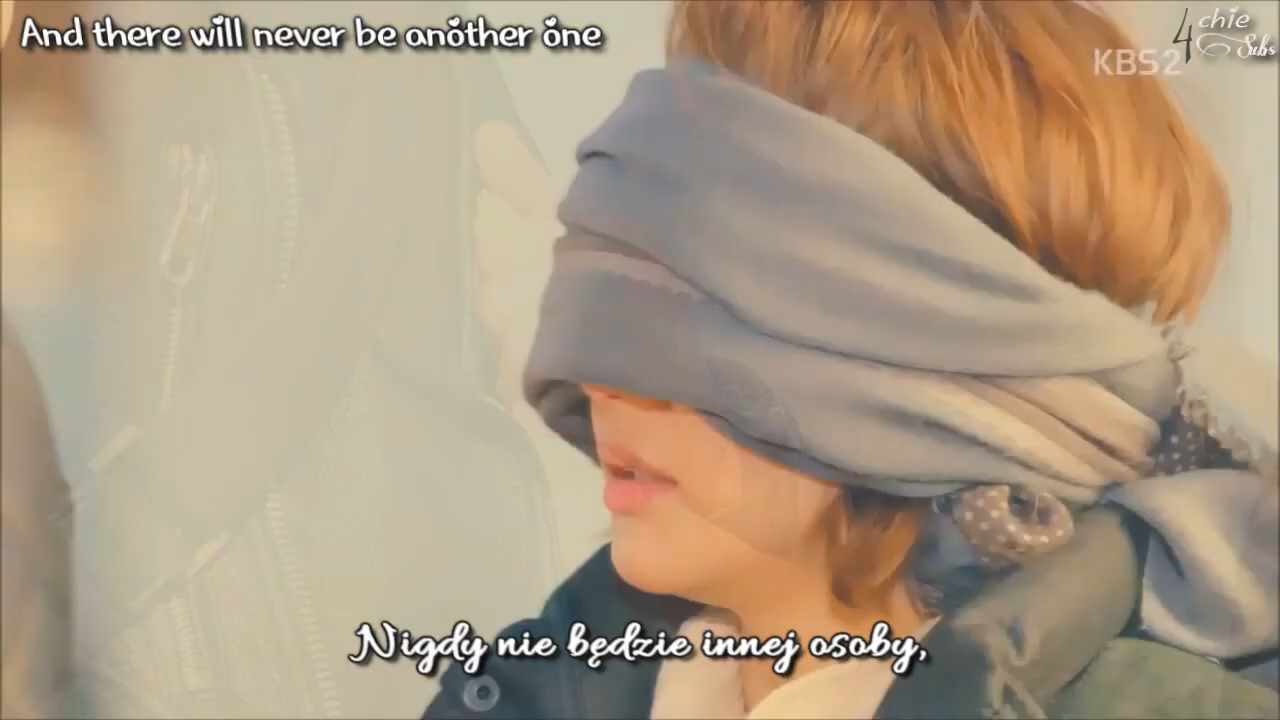 And there will never be another one
4chie
Subs
KBS2
Nigdy nie będzie innej osoby,